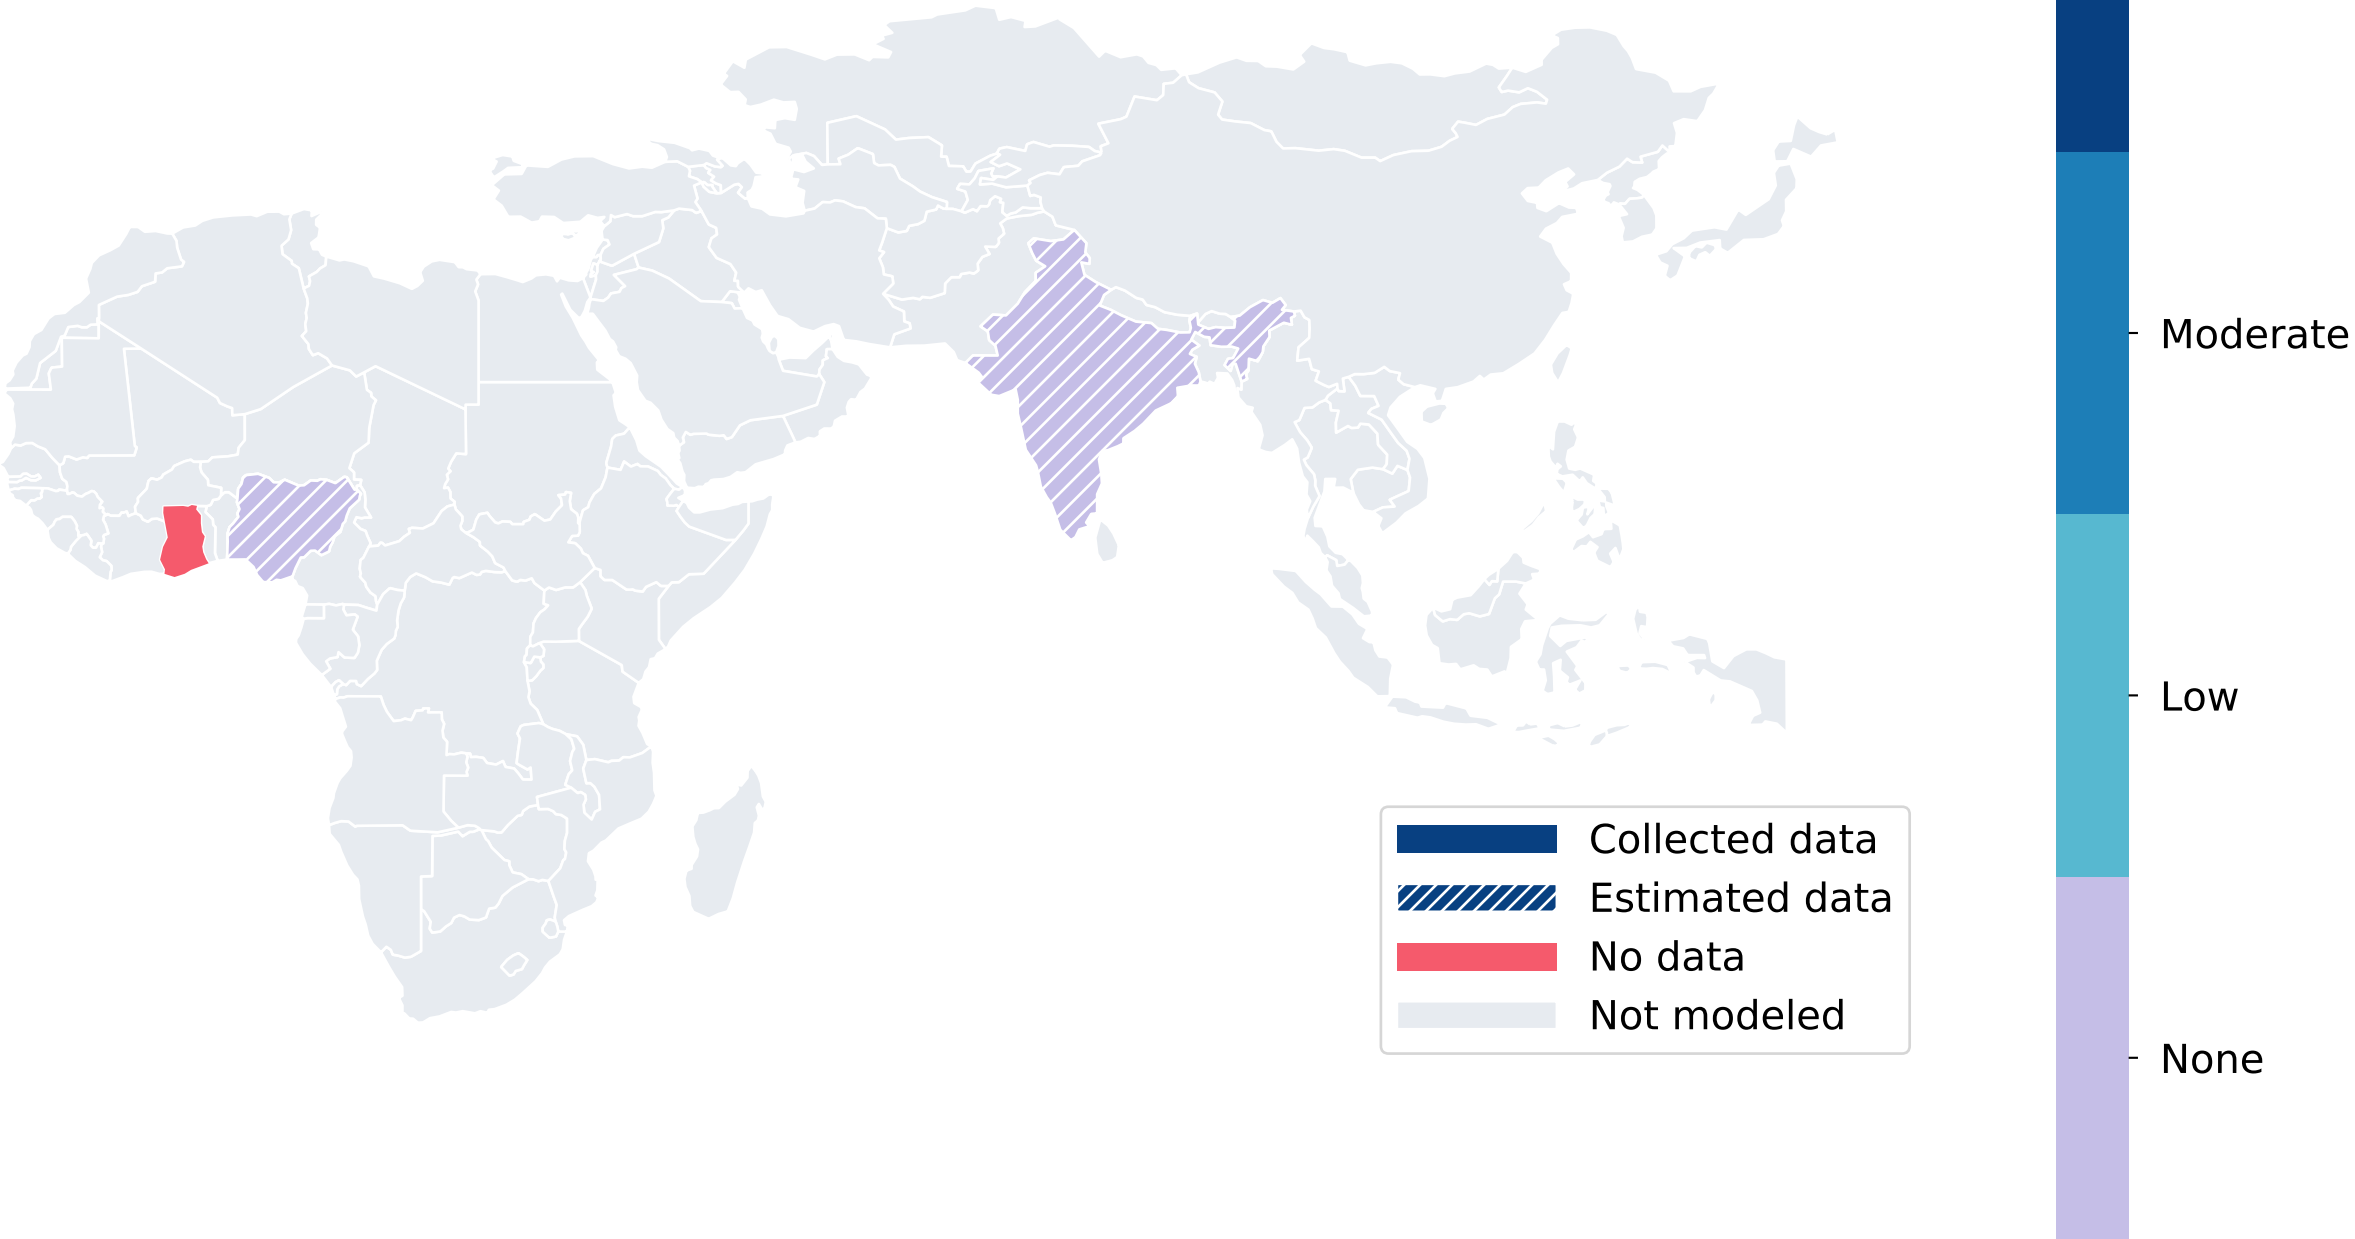 Moderate
Low
None
Collected data
Estimated data
No data
Not modeled